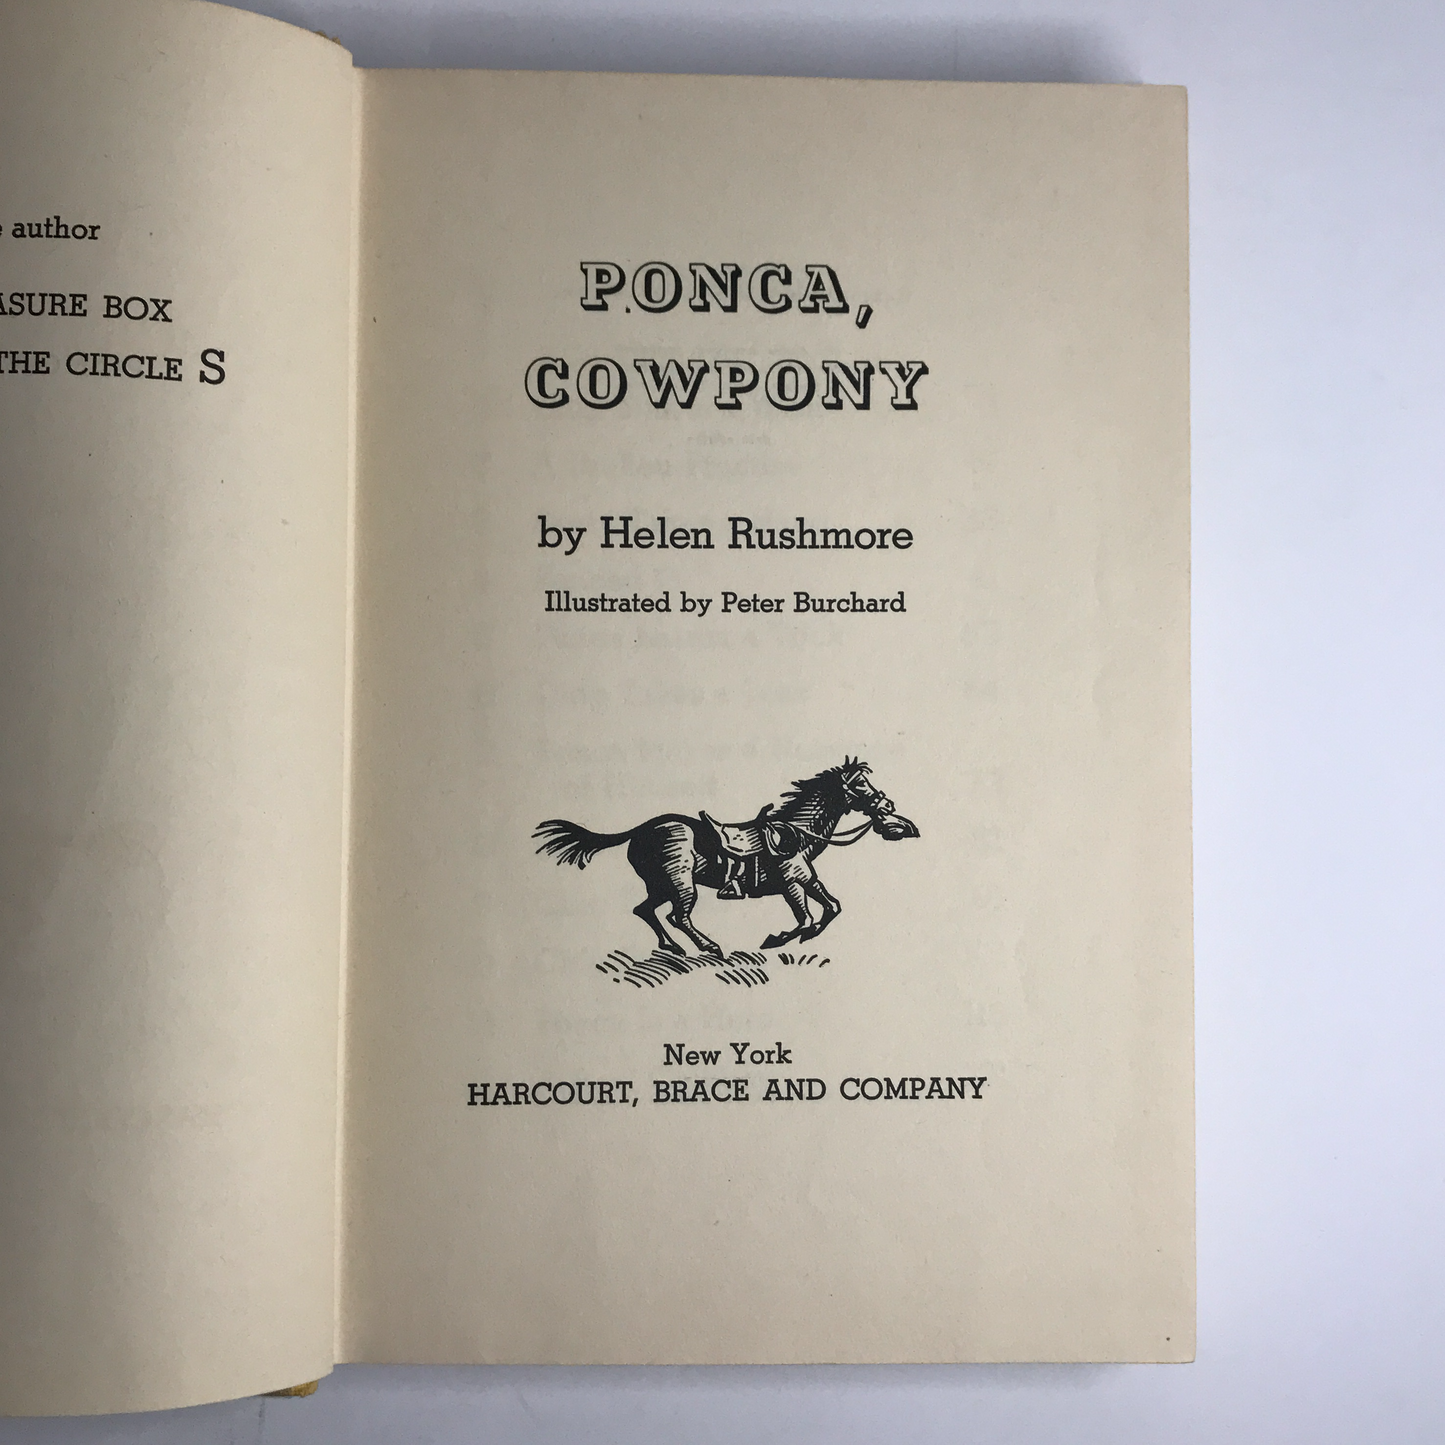 author
BOX
THE CIRCLE S
PONCA,
COWPONY
by Helen Rushmore
Illustrated by Peter Burchard
New York
HARCOURT, BRACE AND COMPANY